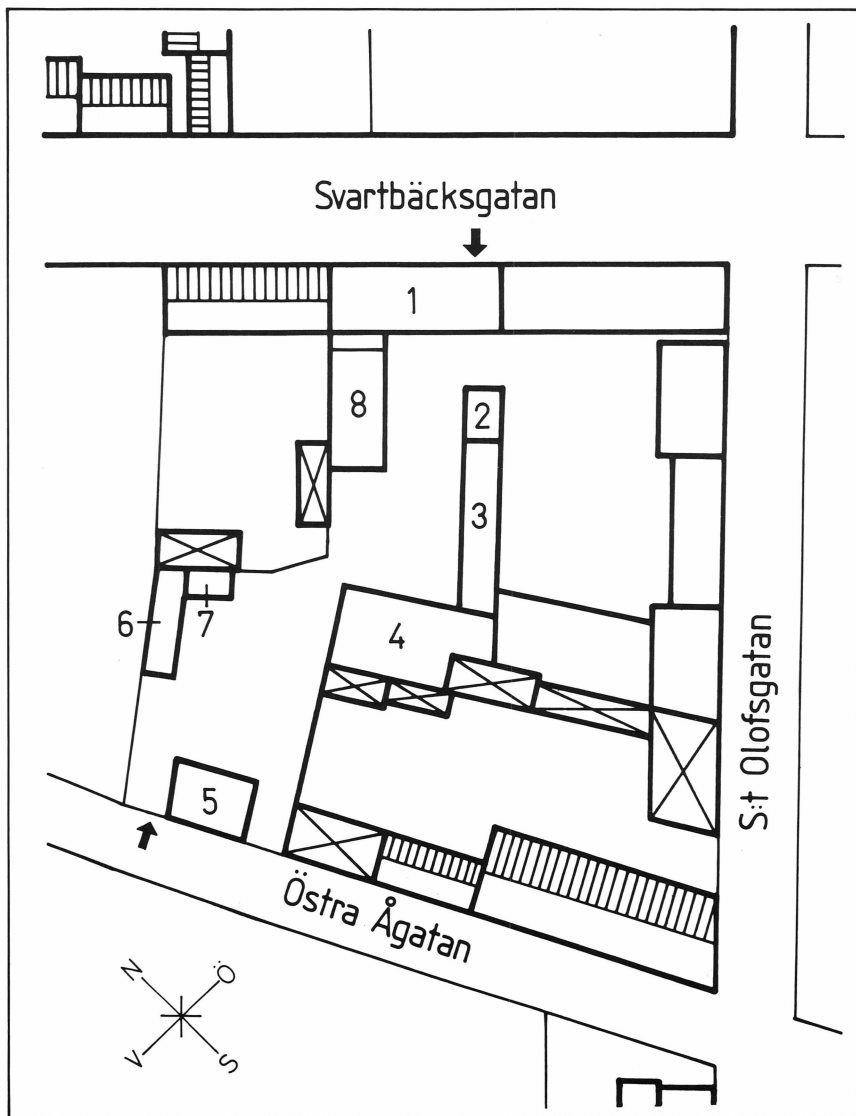 Svartbäcksgatan
1
8
2
3
4
6
7
5
S:t Olofsgatan
Östra Ågatan
N
Ö
V
S